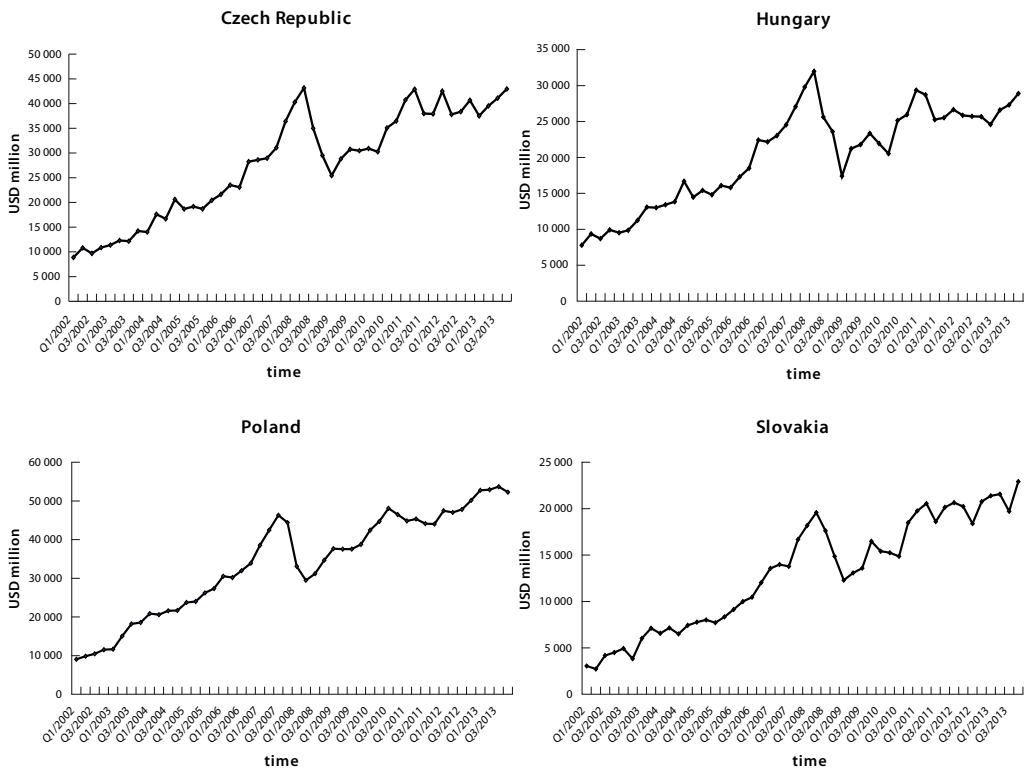 Czech Republic
50 000
45 000
40 000
35 000
30 000
25 000
20 000
15 000
10 000
5 000
0
USD million
Q1/2002
Q3/2002
Q1/2003
Q3/2003
Q1/2004
Q3/2004
Q1/2005
Q3/2005
Q1/2006
Q3/2006
Q1/2007
Q3/2007
Q1/2008
Q3/2008
Q1/2009
Q3/2009
Q1/2010
Q3/2010
Q1/2011
Q3/2011
Q1/2012
Q3/2012
Q1/2013
Q3/2013
time
Hungary
35 000
30 000
25 000
20 000
15 000
10 000
5 000
0
USD million
Q1/2002
Q3/2002
Q1/2003
Q3/2003
Q1/2004
Q3/2004
Q1/2005
Q3/2005
Q1/2006
Q3/2006
Q1/2007
Q3/2007
Q1/2008
Q3/2008
Q1/2009
Q3/2009
Q1/2010
Q3/2010
Q1/2011
Q3/2011
Q1/2012
Q3/2012
Q1/2013
Q3/2013
time
Poland
60 000
50 000
40 000
30 000
20 000
10 000
0
USD million
Q1/2002
Q3/2002
Q1/2003
Q3/2003
Q1/2004
Q3/2004
Q1/2005
Q3/2005
Q1/2006
Q3/2006
Q1/2007
Q3/2007
Q1/2008
Q3/2008
Q1/2009
Q3/2009
Q1/2010
Q3/2010
Q1/2011
Q3/2011
Q1/2012
Q3/2012
Q1/2013
Q3/2013
time
Slovakia
25 000
20 000
15 000
10 000
5 000
0
USD million
Q1/2002
Q3/2002
Q1/2003
Q3/2003
Q1/2004
Q3/2004
Q1/2005
Q3/2005
Q1/2006
Q3/2006
Q1/2007
Q3/2007
Q1/2008
Q3/2008
Q1/2009
Q3/2009
Q1/2010
Q3/2010
Q1/2011
Q3/2011
Q1/2012
Q3/2012
Q1/2013
Q3/2013
time